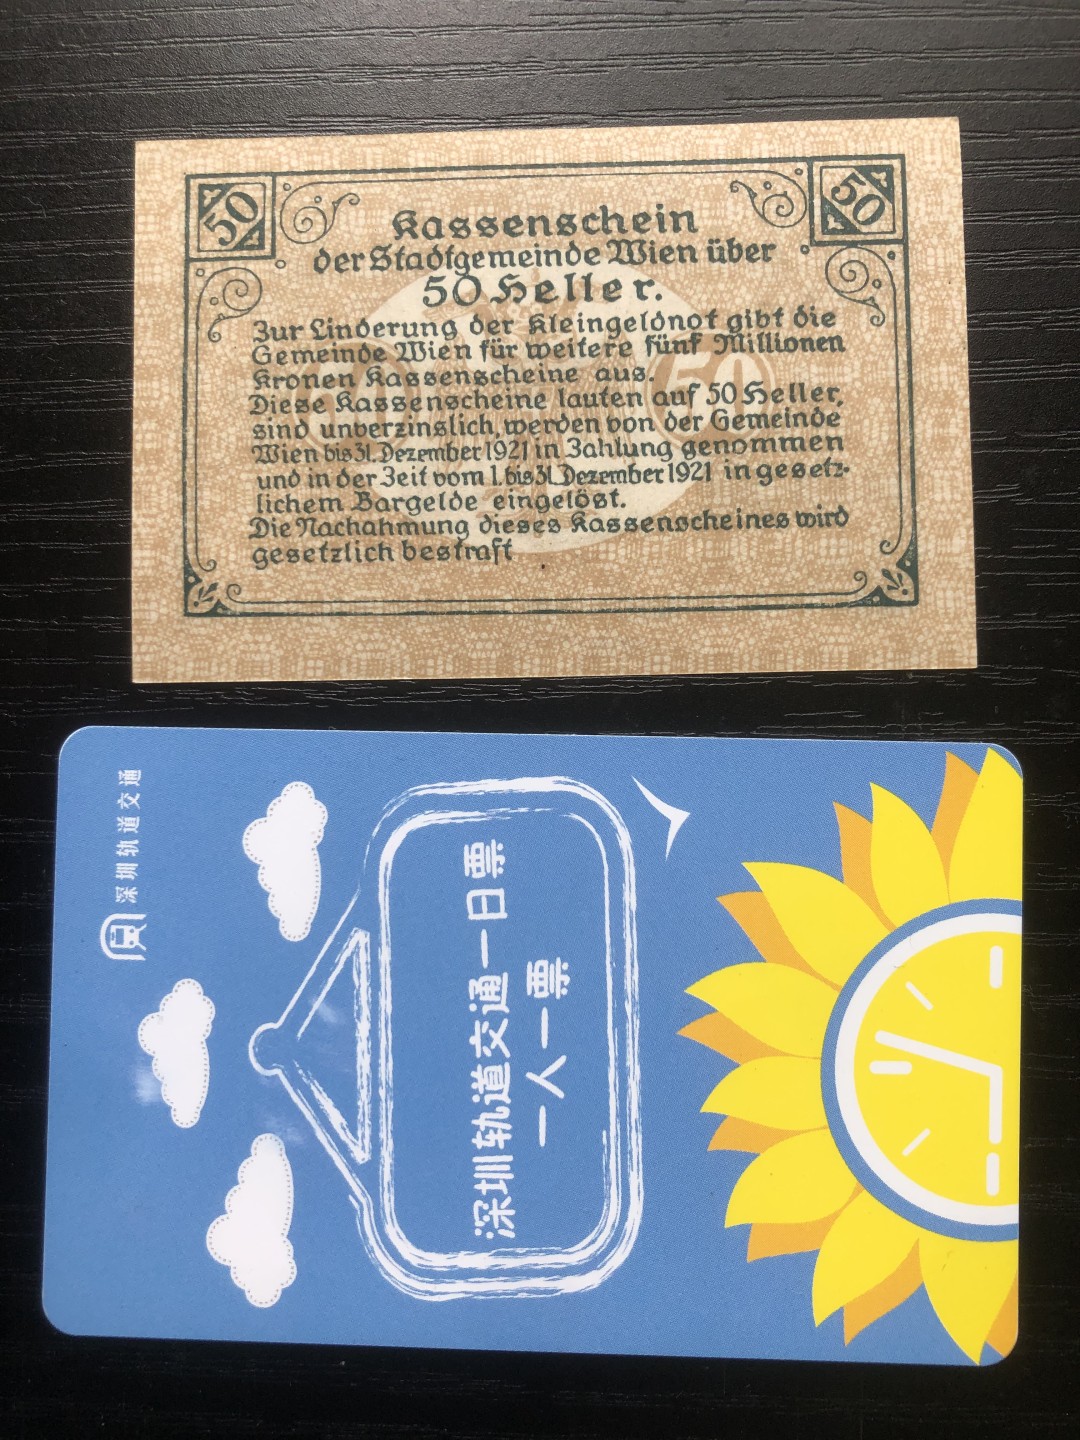 50
50
Kassenschein
der Stadtgemeinde Wien über
50 Heller.
Zur Linderung der Kleingeldnot gibt die
Gemeinde Wien für weitere fünf Millionen
Kronen Kassenscheine aus.
Diese Kassenscheine lauten auf 50 Heller,
sind unverzinslich, werden von der Gemeinde
Wien bis 31. Dezember 1921 in Zahlung genommen
und in der Zeit vom 1. bis 31. Dezember 1921 in gesetz-
lichem Bargelde eingelöst.
Die Nachahmung dieses Kassenscheines wird
gesetzlich bestraft
50
50
深圳轨道交通
深圳轨道交通一日票
一人一票